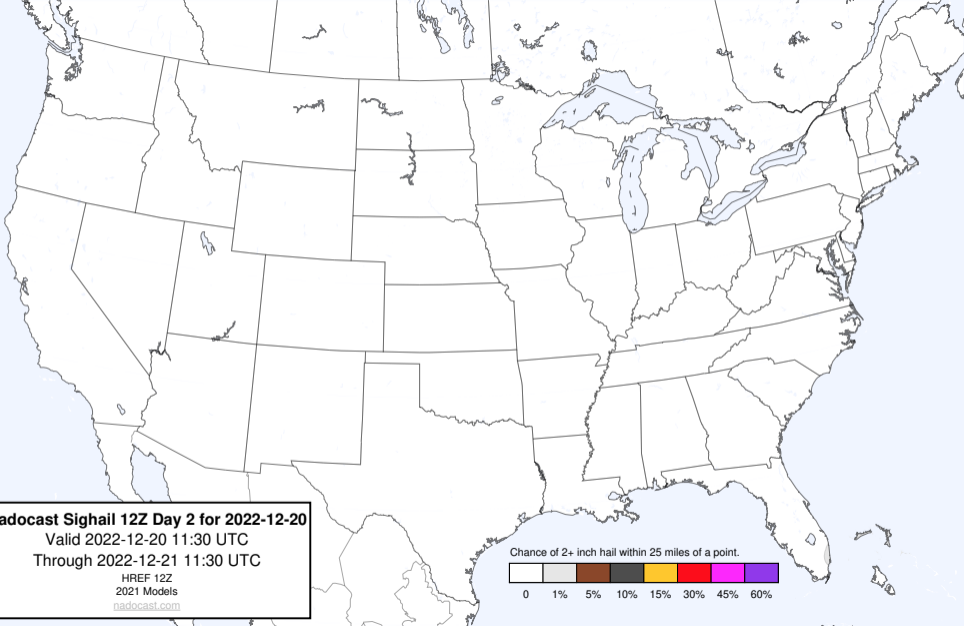 adocast Sighail 12Z Day 2 for 2022-12-20
Valid 2022-12-20 11:30 UTC
Through 2022-12-21 11:30 UTC
HREF 12Z
2021 Models
nadocast.com
Chance of 2+ inch hail within 25 miles of a point.
0 1% 5% 10% 15% 30% 45% 60%